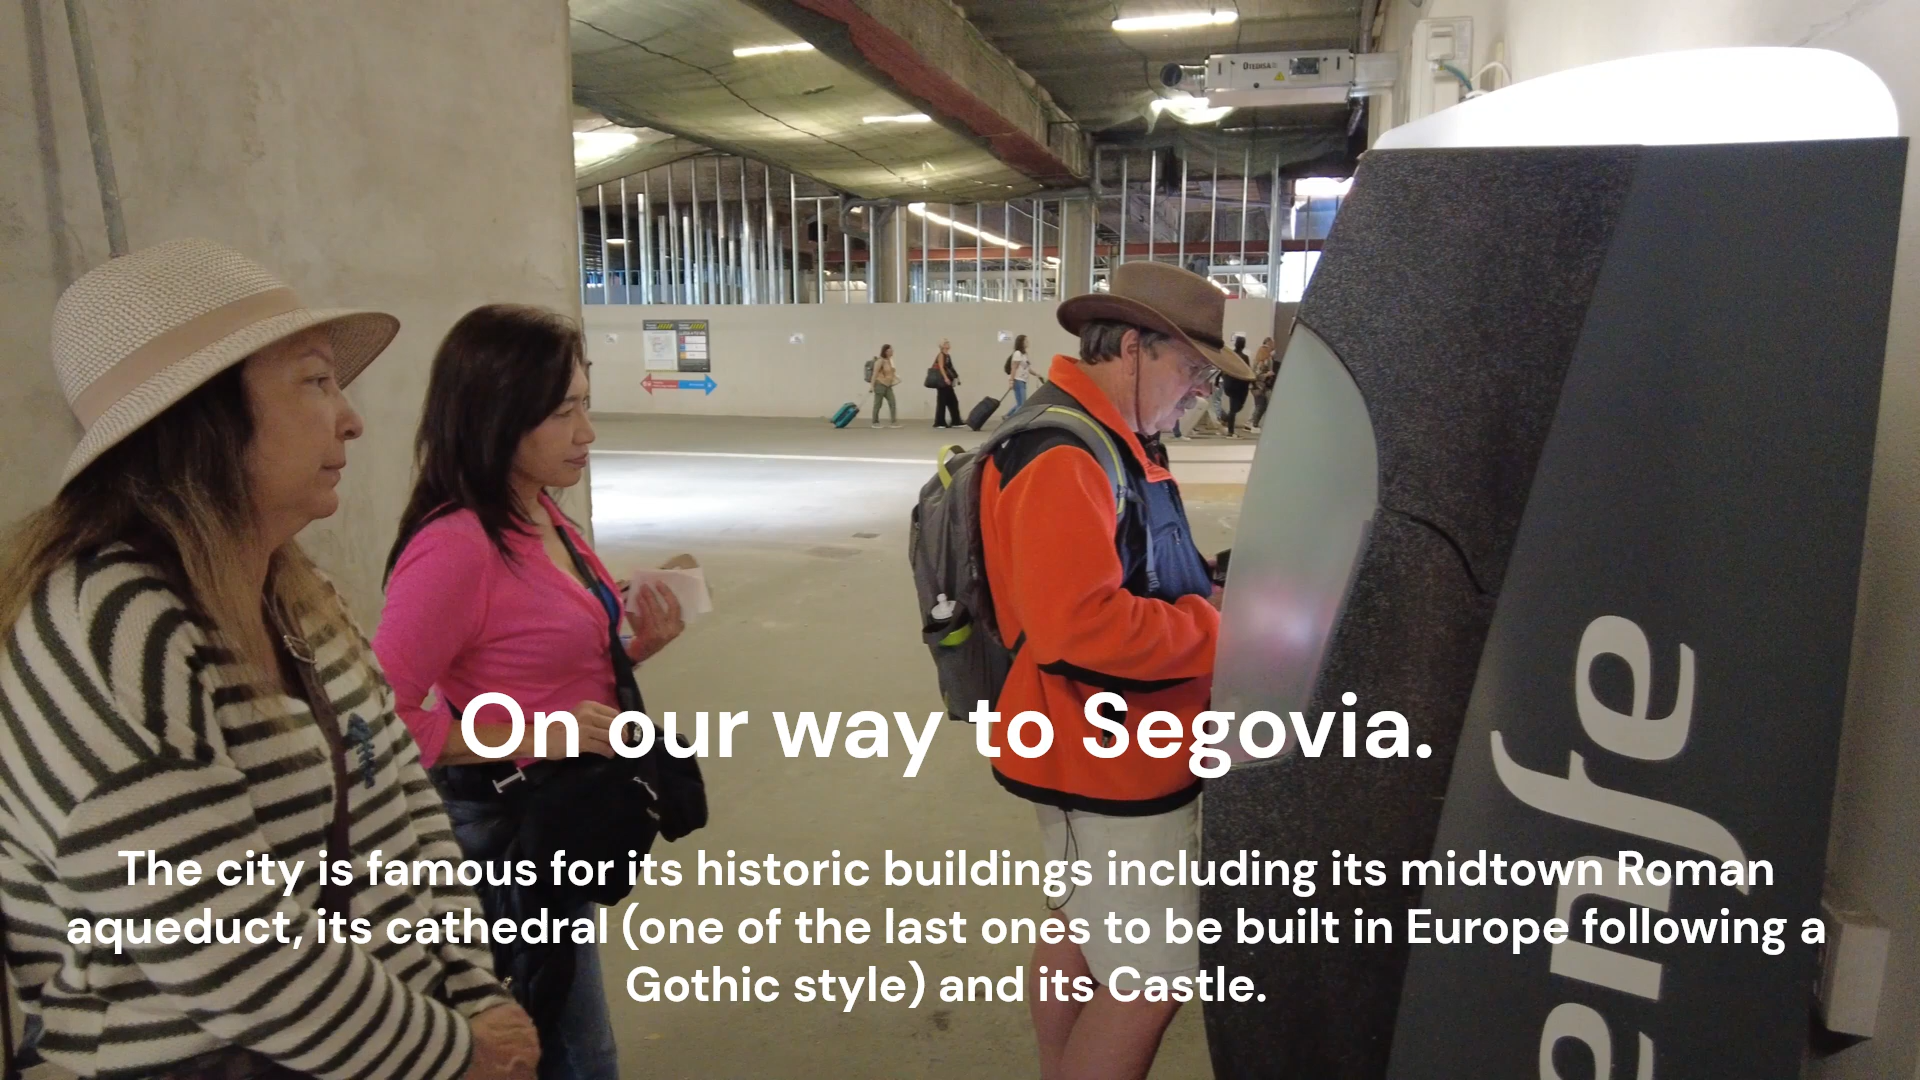 On our way to Segovia.
The city is famous for its historic buildings including its midtown Roman
aqueduct, its cathedral (one of the last ones to be built in Europe following a
Gothic style) and its Castle.
enfe